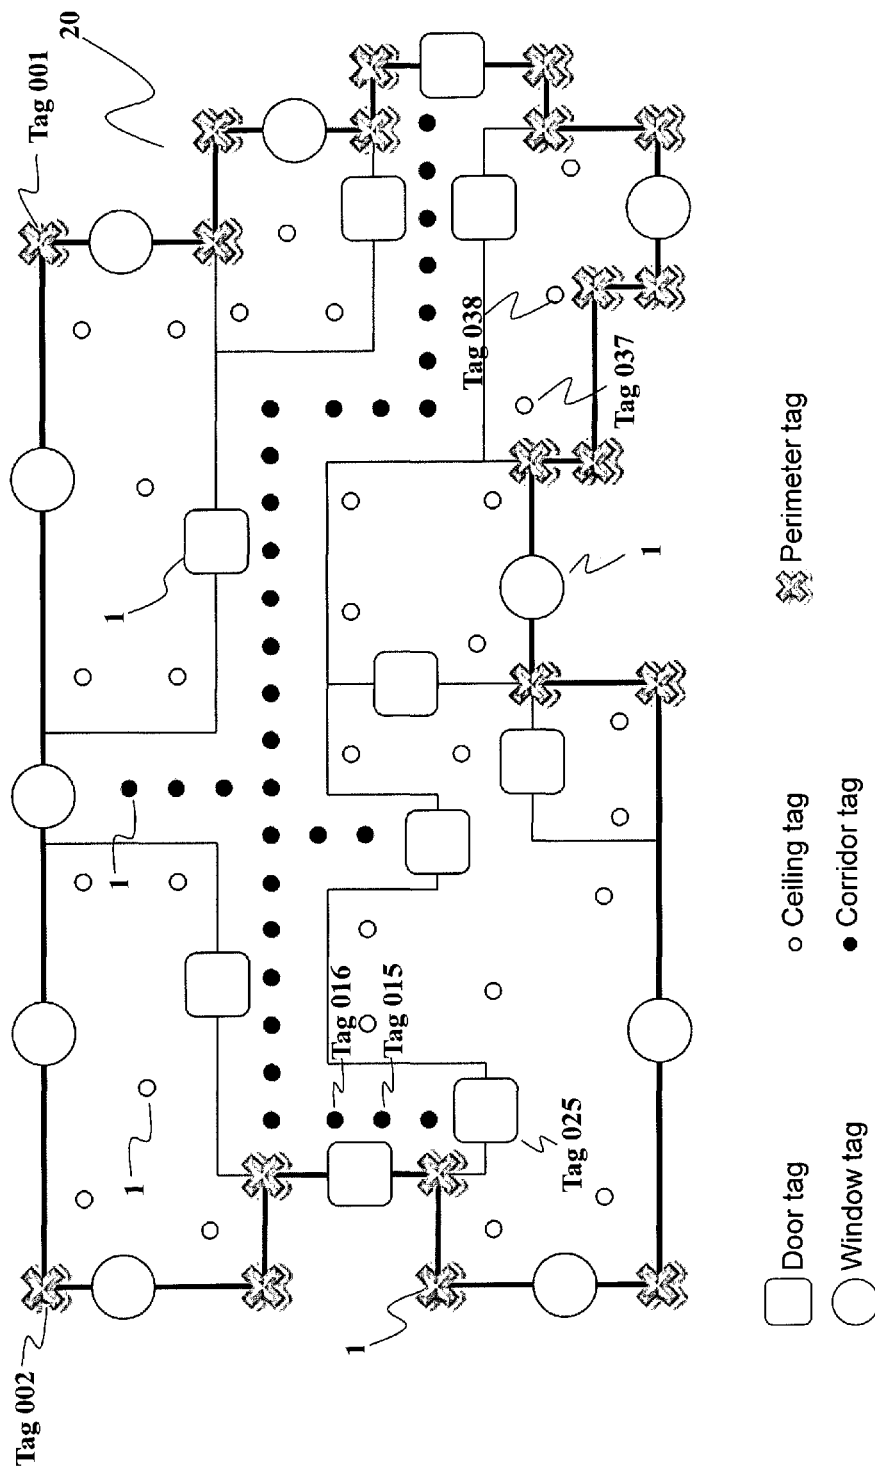 20
Tag 001
Tag 038
Tag 037
1
1
1
Tag 016
Tag 015
1
Tag 025
1
Tag 002
Door tag
Window tag
Ceiling tag
Corridor tag
Perimeter tag